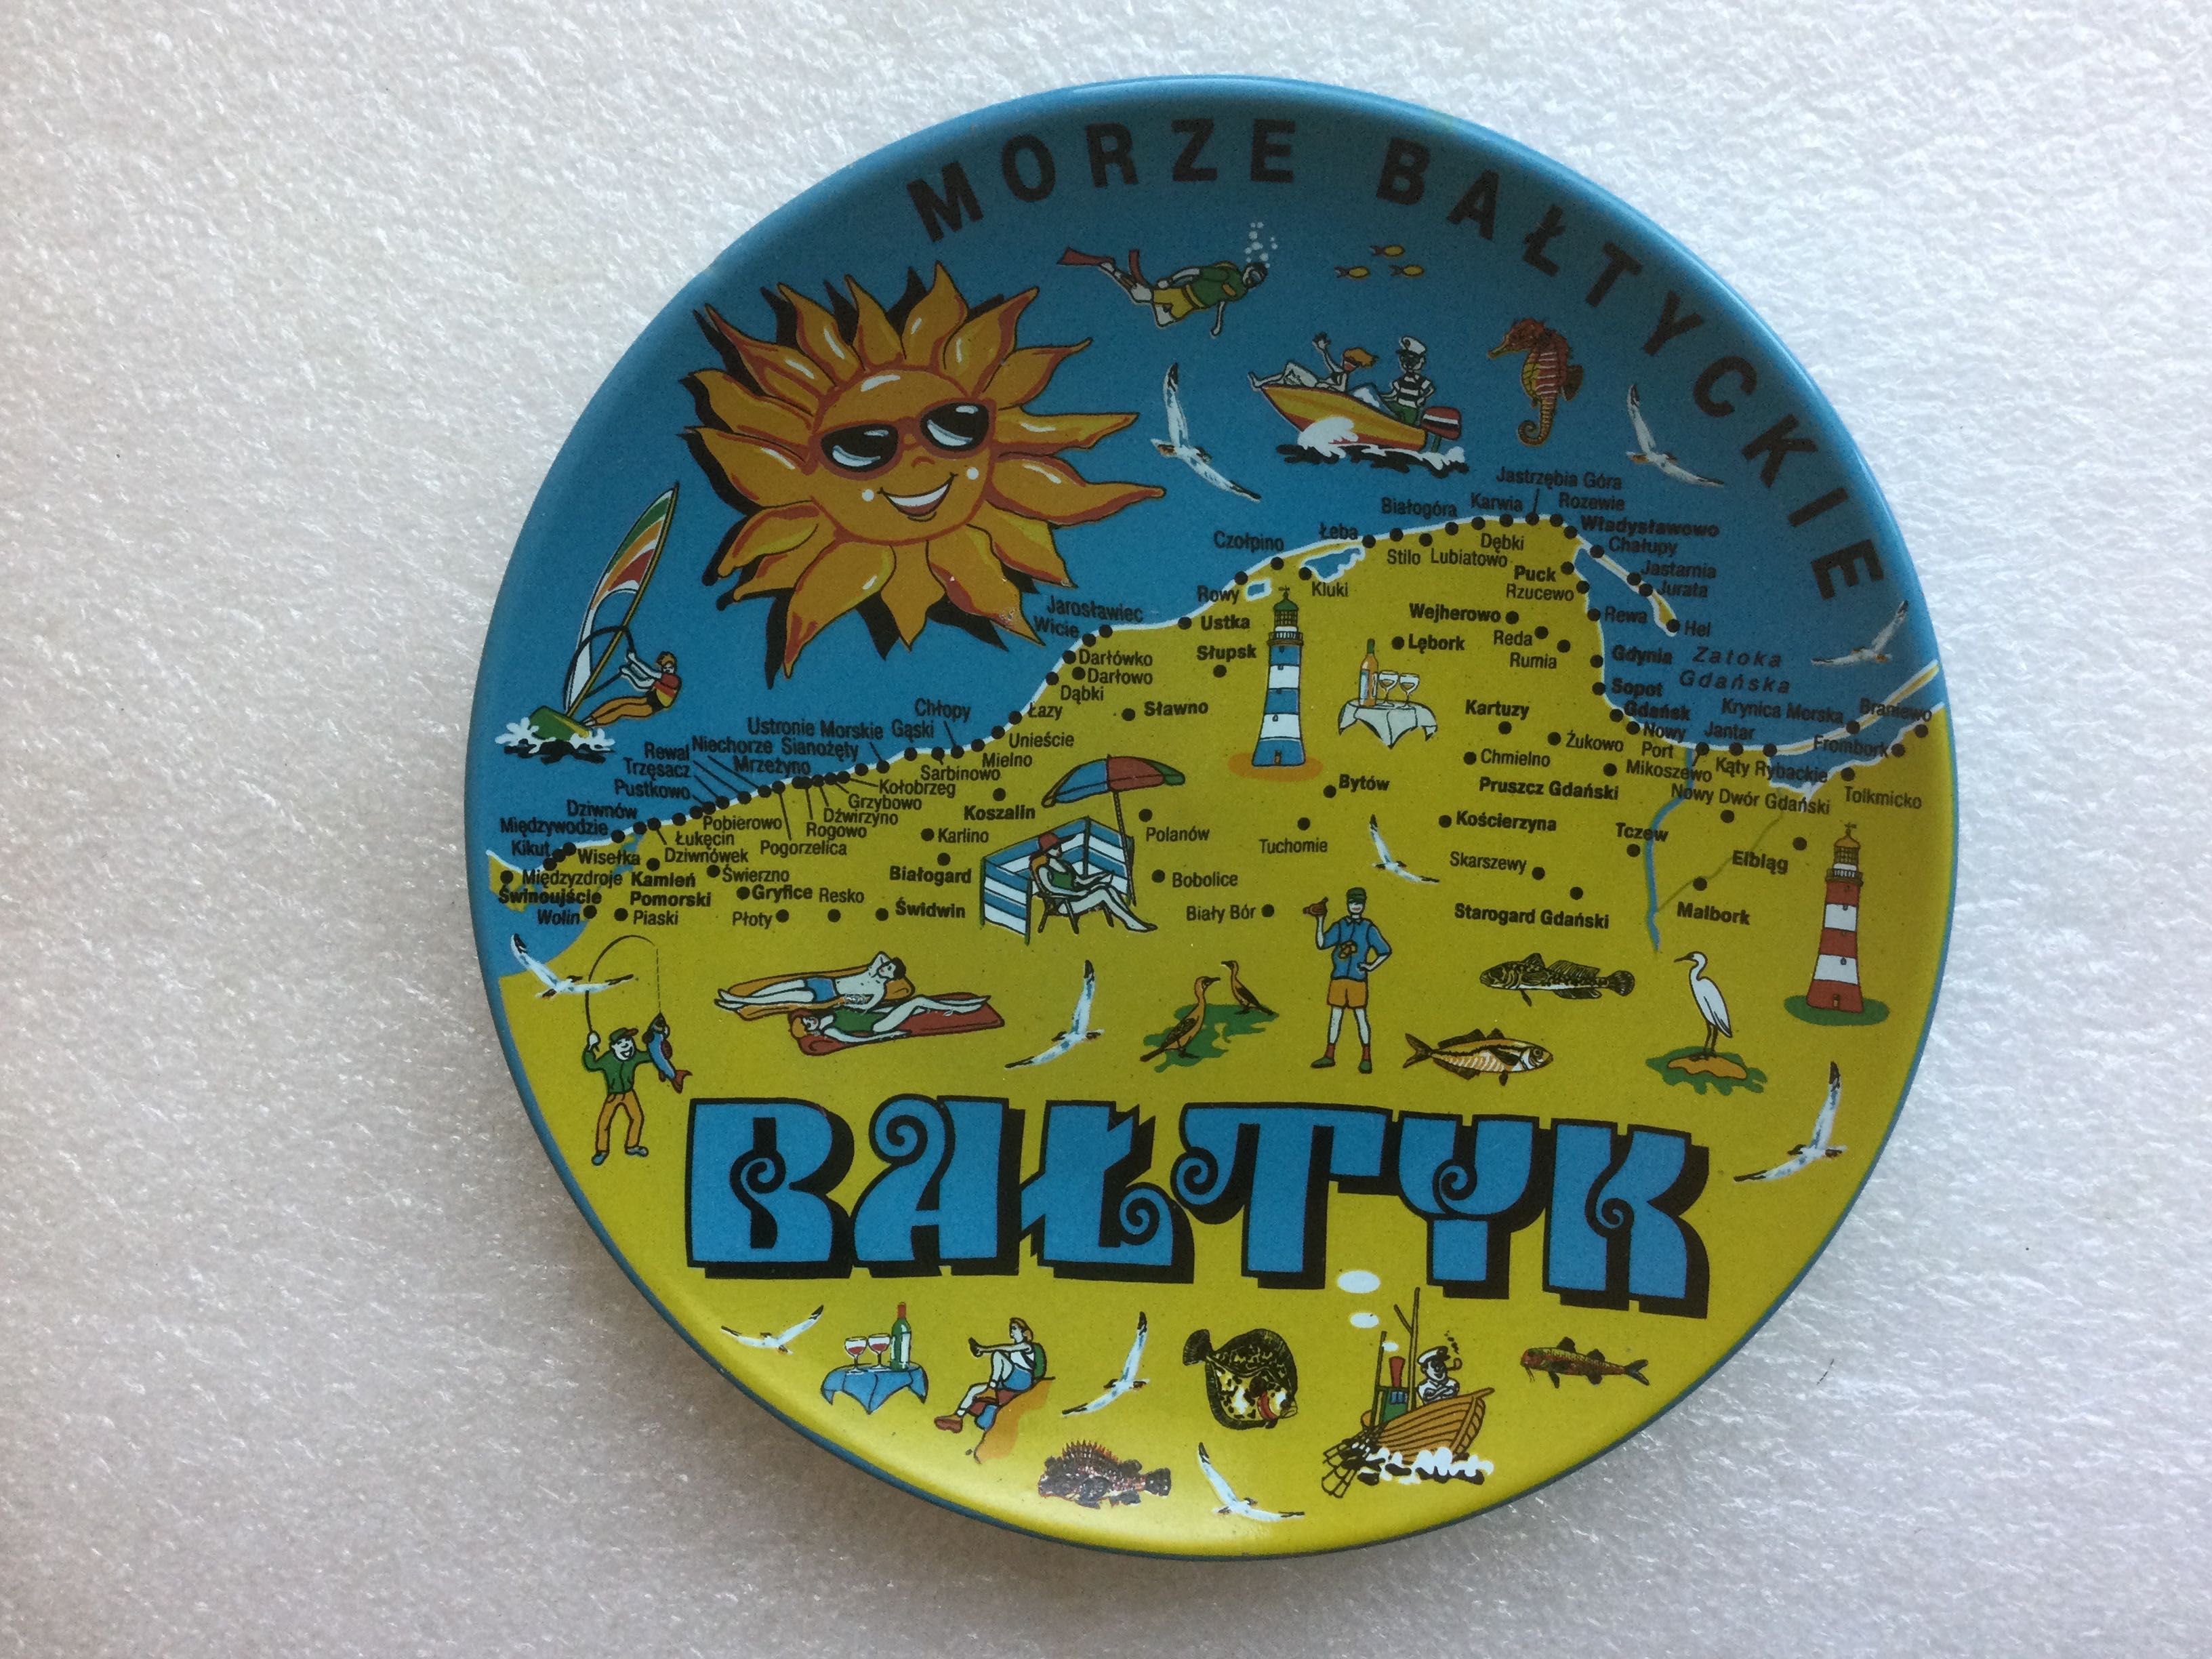 MORZE BAŁTYCKIE
Jastrzębia Góra
Białogóra Karwia Rozewie
Władysławowo
Czołpino Łeba Dębki Chałupy
Stilo Lubiatowo Jastarnia
Puck
Jurata
Rowy Kluki Rzucewo
Jarosławiec Wejherowo Rewa
Wicie Ustka Hel
Słupsk Lębork Reda
Darłówko Rumia Gdynia Zatoka
Darłowo Gdańska
Dąbki Sopot
Chłopy Łazy Sławno Kartuzy Gdańsk Krynica Morska Braniewo
Ustronie Morskie Gąski Nowy Jantar
Rewal Niechorze Sianożęty Unieście Żukowo Port Frombork
Trzęsacz Mrzeżyno Sarbinowo Mielno Chmielno Mikoszewo Kąty Rybackie
Pustkowo Kołobrzeg Bytów Pruszcz Gdański
Grzybowo Nowy Dwór Gdański Tolkmicko
Dziwnów Dźwirzyno Koszalin
Międzywodzie Pobierowo Rogowo Karlino Polanów Kościerzyna Tczew
Kikut Łukęcin Pogorzelica Tuchomie
Wisełka Dziwnówek Skarszewy Elbląg
Międzyzdroje Kamień Świerzno Białogard Bobolice
Świnoujście Pomorski Gryfice Resko
Wolin Piaski Płoty Świdwin Biały Bór Starogard Gdański Malbork
BAŁTYK